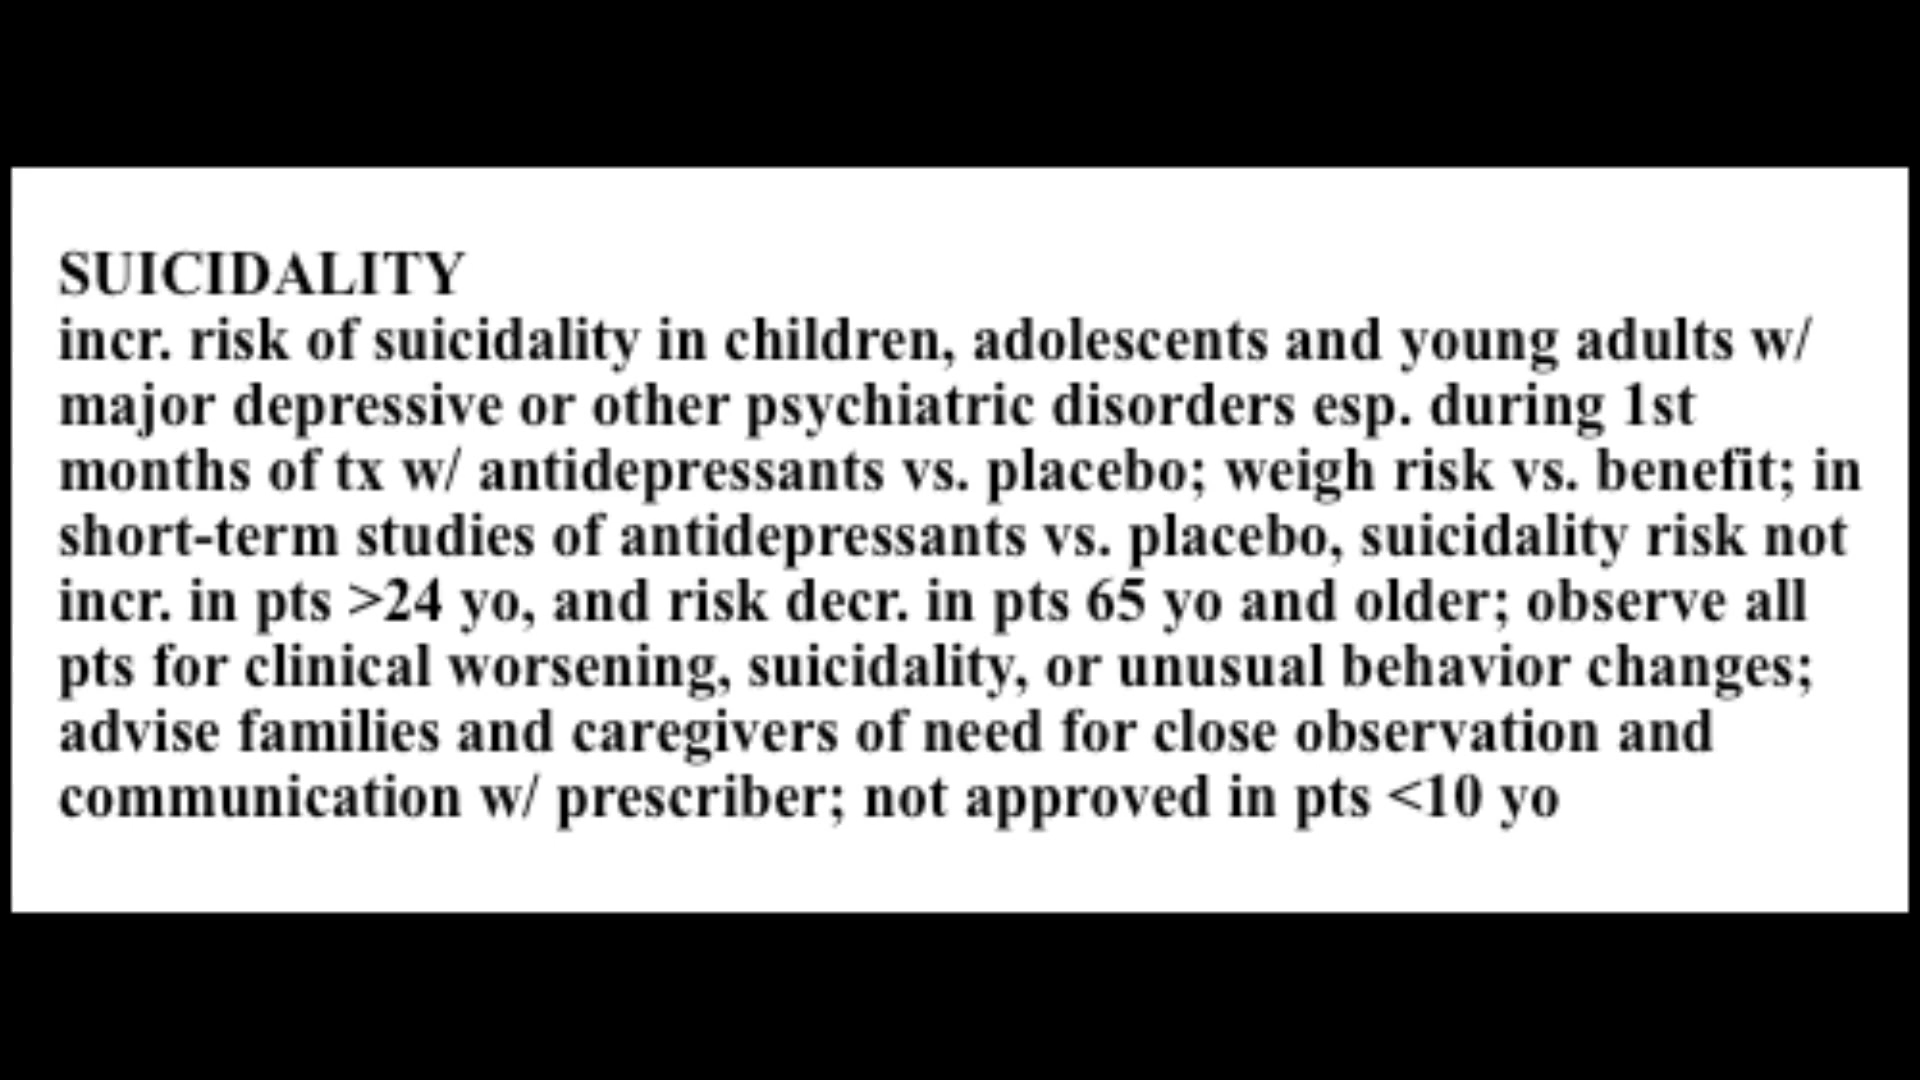 SUICIDALITY
incr. risk of suicidality in children, adolescents and young adults w/
major depressive or other psychiatric disorders esp. during 1st
months of tx w/ antidepressants vs. placebo; weigh risk vs. benefit; in
short-term studies of antidepressants vs. placebo, suicidality risk not
incr. in pts >24 yo, and risk decr. in pts 65 yo and older; observe all
pts for clinical worsening, suicidality, or unusual behavior changes;
advise families and caregivers of need for close observation and
communication w/ prescriber; not approved in pts <10 yo